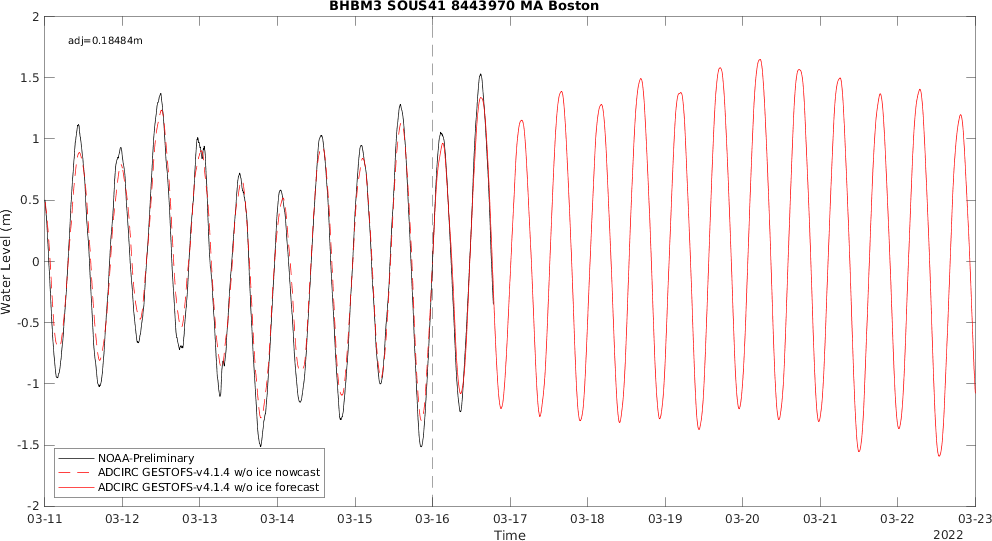 BHBM3 SOUS41 8443970 MA Boston
adj=0.18484m
2
1.5
1
0.5
0
-0.5
-1
-1.5
-2
Water Level (m)
NOAA-Preliminary
ADCIRC GESTOFS-v4.1.4 w/o ice nowcast
ADCIRC GESTOFS-v4.1.4 w/o ice forecast
03-11 03-12 03-13 03-14 03-15 03-16 03-17 03-18 03-19 03-20 03-21 03-22 03-23
Time
2022